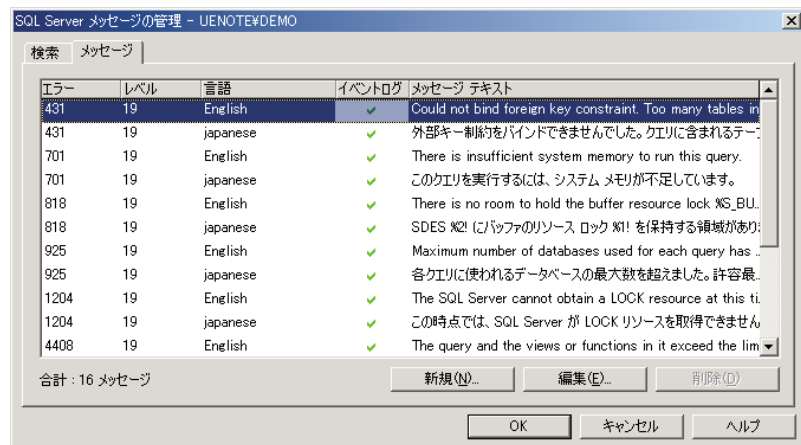 SQL Server メッセージの管理 - UENOTE¥DEMO
検索 メッセージ
エラー レベル 言語 イベントログ メッセージ テキスト
431 19 English Could not bind foreign key constraint. Too many tables in
431 19 japanese 外部キー制約をバインドできませんでした。クエリに含まれるテーブ
701 19 English There is insufficient system memory to run this query.
701 19 japanese このクエリを実行するには、システム メモリが不足しています。
818 19 English There is no room to hold the buffer resource lock %S_BU...
818 19 japanese SDES %2! にバッファのリソース ロック %1! を保持する領域があり
925 19 English Maximum number of databases used for each query has ...
925 19 japanese 各クエリに使われるデータベースの最大数を超えました。許容最...
1204 19 English The SQL Server cannot obtain a LOCK resource at this ti...
1204 19 japanese この時点では、SQL Server が LOCK リソースを取得できません
4408 19 English The query and the views or functions in it exceed the lim
合計 : 16 メッセージ 新規(N)... 編集(E)... 削除(D)
OK キャンセル ヘルプ